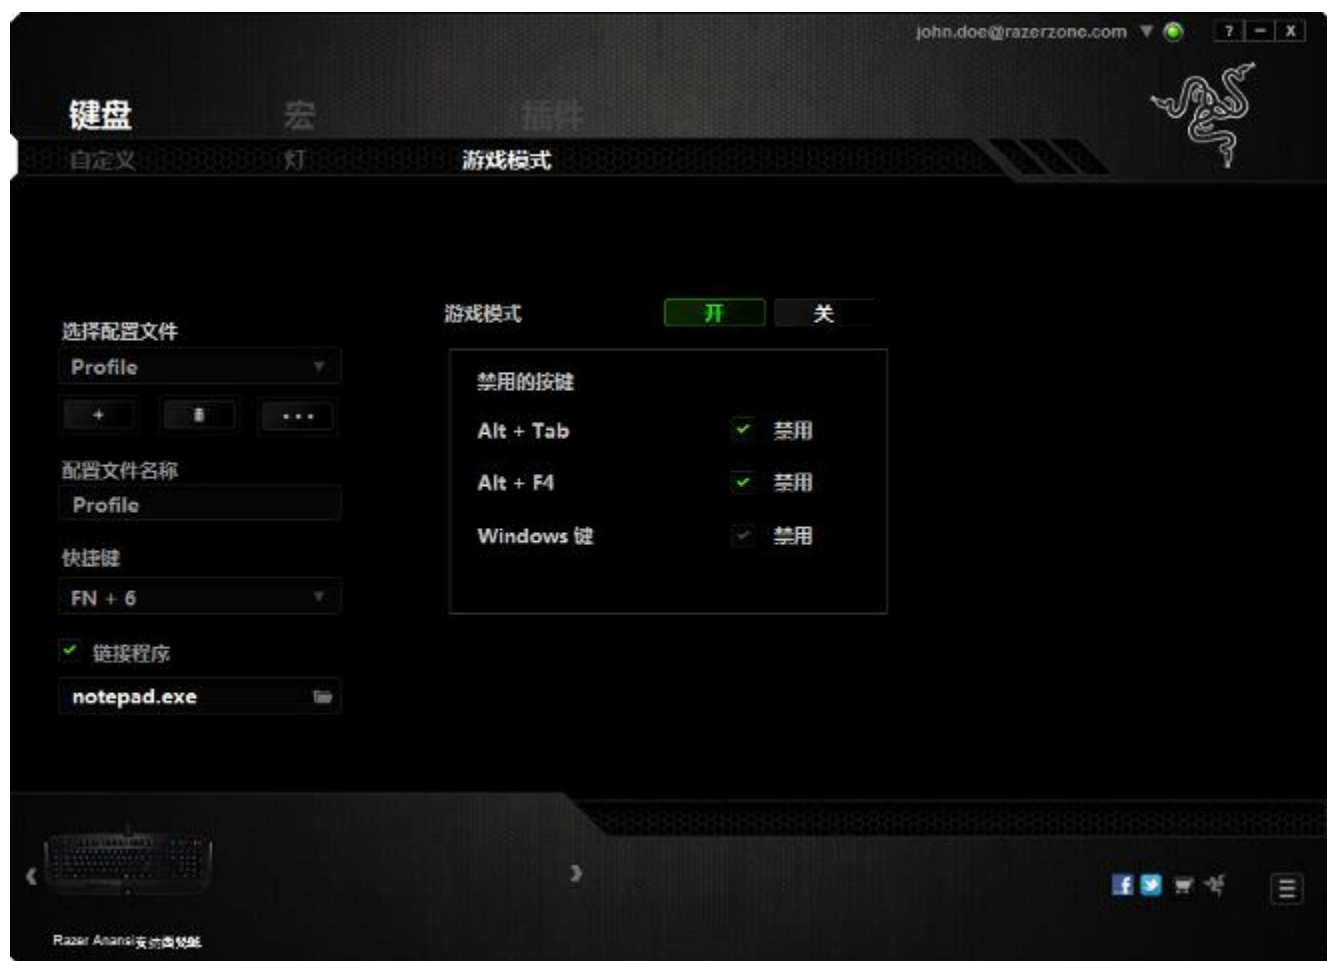 john.doe@razerzone.com ? - X
键盘 宏 插件
自定义 灯 游戏模式
选择配置文件
Profile
+ ...
配置文件名称
Profile
快捷键
FN + 6
链接程序
notepad.exe
游戏模式 开 关
禁用的按键
Alt + Tab 禁用
Alt + F4 禁用
Windows 键 禁用
Razer Anansi